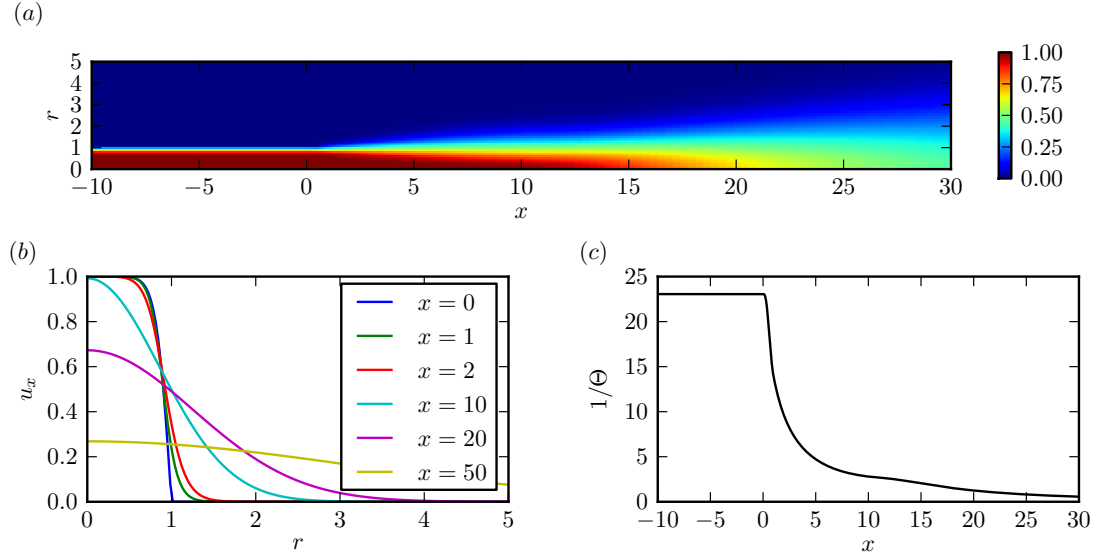 (a)
5
4
3
2
1
0
r
−10 −5 0 5 10 15 20 25 30
x
1.00
0.75
0.50
0.25
0.00
(b)
1.0
0.8
0.6
0.4
0.2
0.0
u_x
0 1 2 3 4 5
r
x = 0
x = 1
x = 2
x = 10
x = 20
x = 50
(c)
25
20
15
10
5
0
1/Θ
−10 −5 0 5 10 15 20 25 30
x